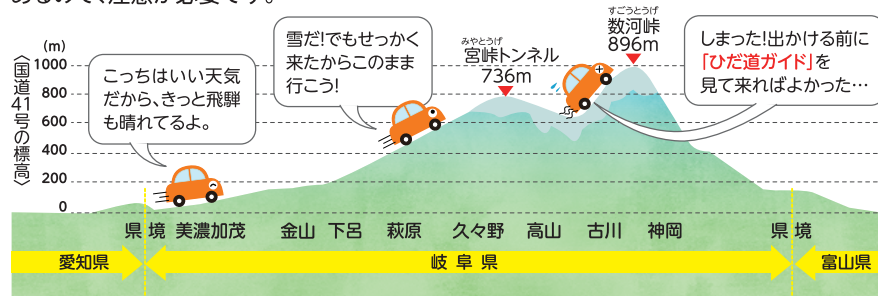 あるので、注意が必要です。
〈国道41号の標高〉
(m)
1000
800
600
400
200
0
こっちはいい天気
だから、きっと飛騨
も晴れてるよ。
雪だ!でもせっかく
来たからこのまま
行こう!
みやとうげ
宮峠トンネル
736m
すごうとうげ
数河峠
896m
しまった!出かける前に
「ひだ道ガイド」を
見て来ればよかった…
県境 美濃加茂 金山 下呂 萩原 久々野 高山 古川 神岡 県境
愛知県 岐阜県 富山県